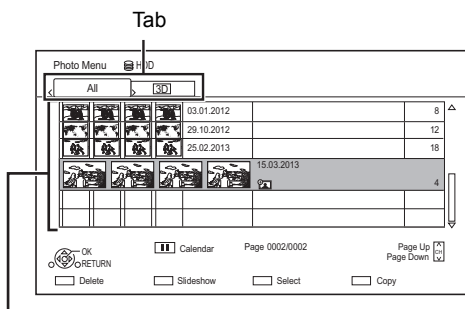 Tab
Photo Menu HDD
All 3D
03.01.2012 8
29.10.2012 12
25.02.2013 18
15.03.2013
4
OK
RETURN
Calendar Page 0002/0002 Page Up
Page Down
CH
Delete Slideshow Select Copy